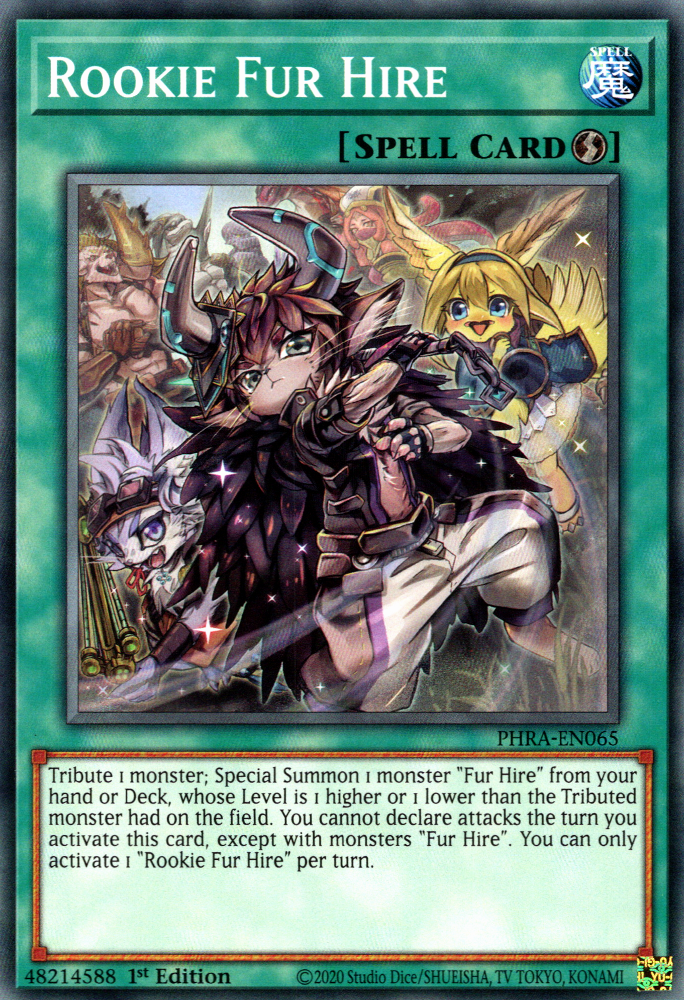 Rookie Fur Hire
SPELL
魔
[Spell Card]
PHRA-EN065
Tribute 1 monster; Special Summon 1 monster "Fur Hire" from your
hand or Deck, whose Level is 1 higher or 1 lower than the Tributed
monster had on the field. You cannot declare attacks the turn you
activate this card, except with monsters "Fur Hire". You can only
activate 1 "Rookie Fur Hire" per turn.
48214588 1st Edition ©2020 Studio Dice/SHUEISHA, TV TOKYO, KONAMI